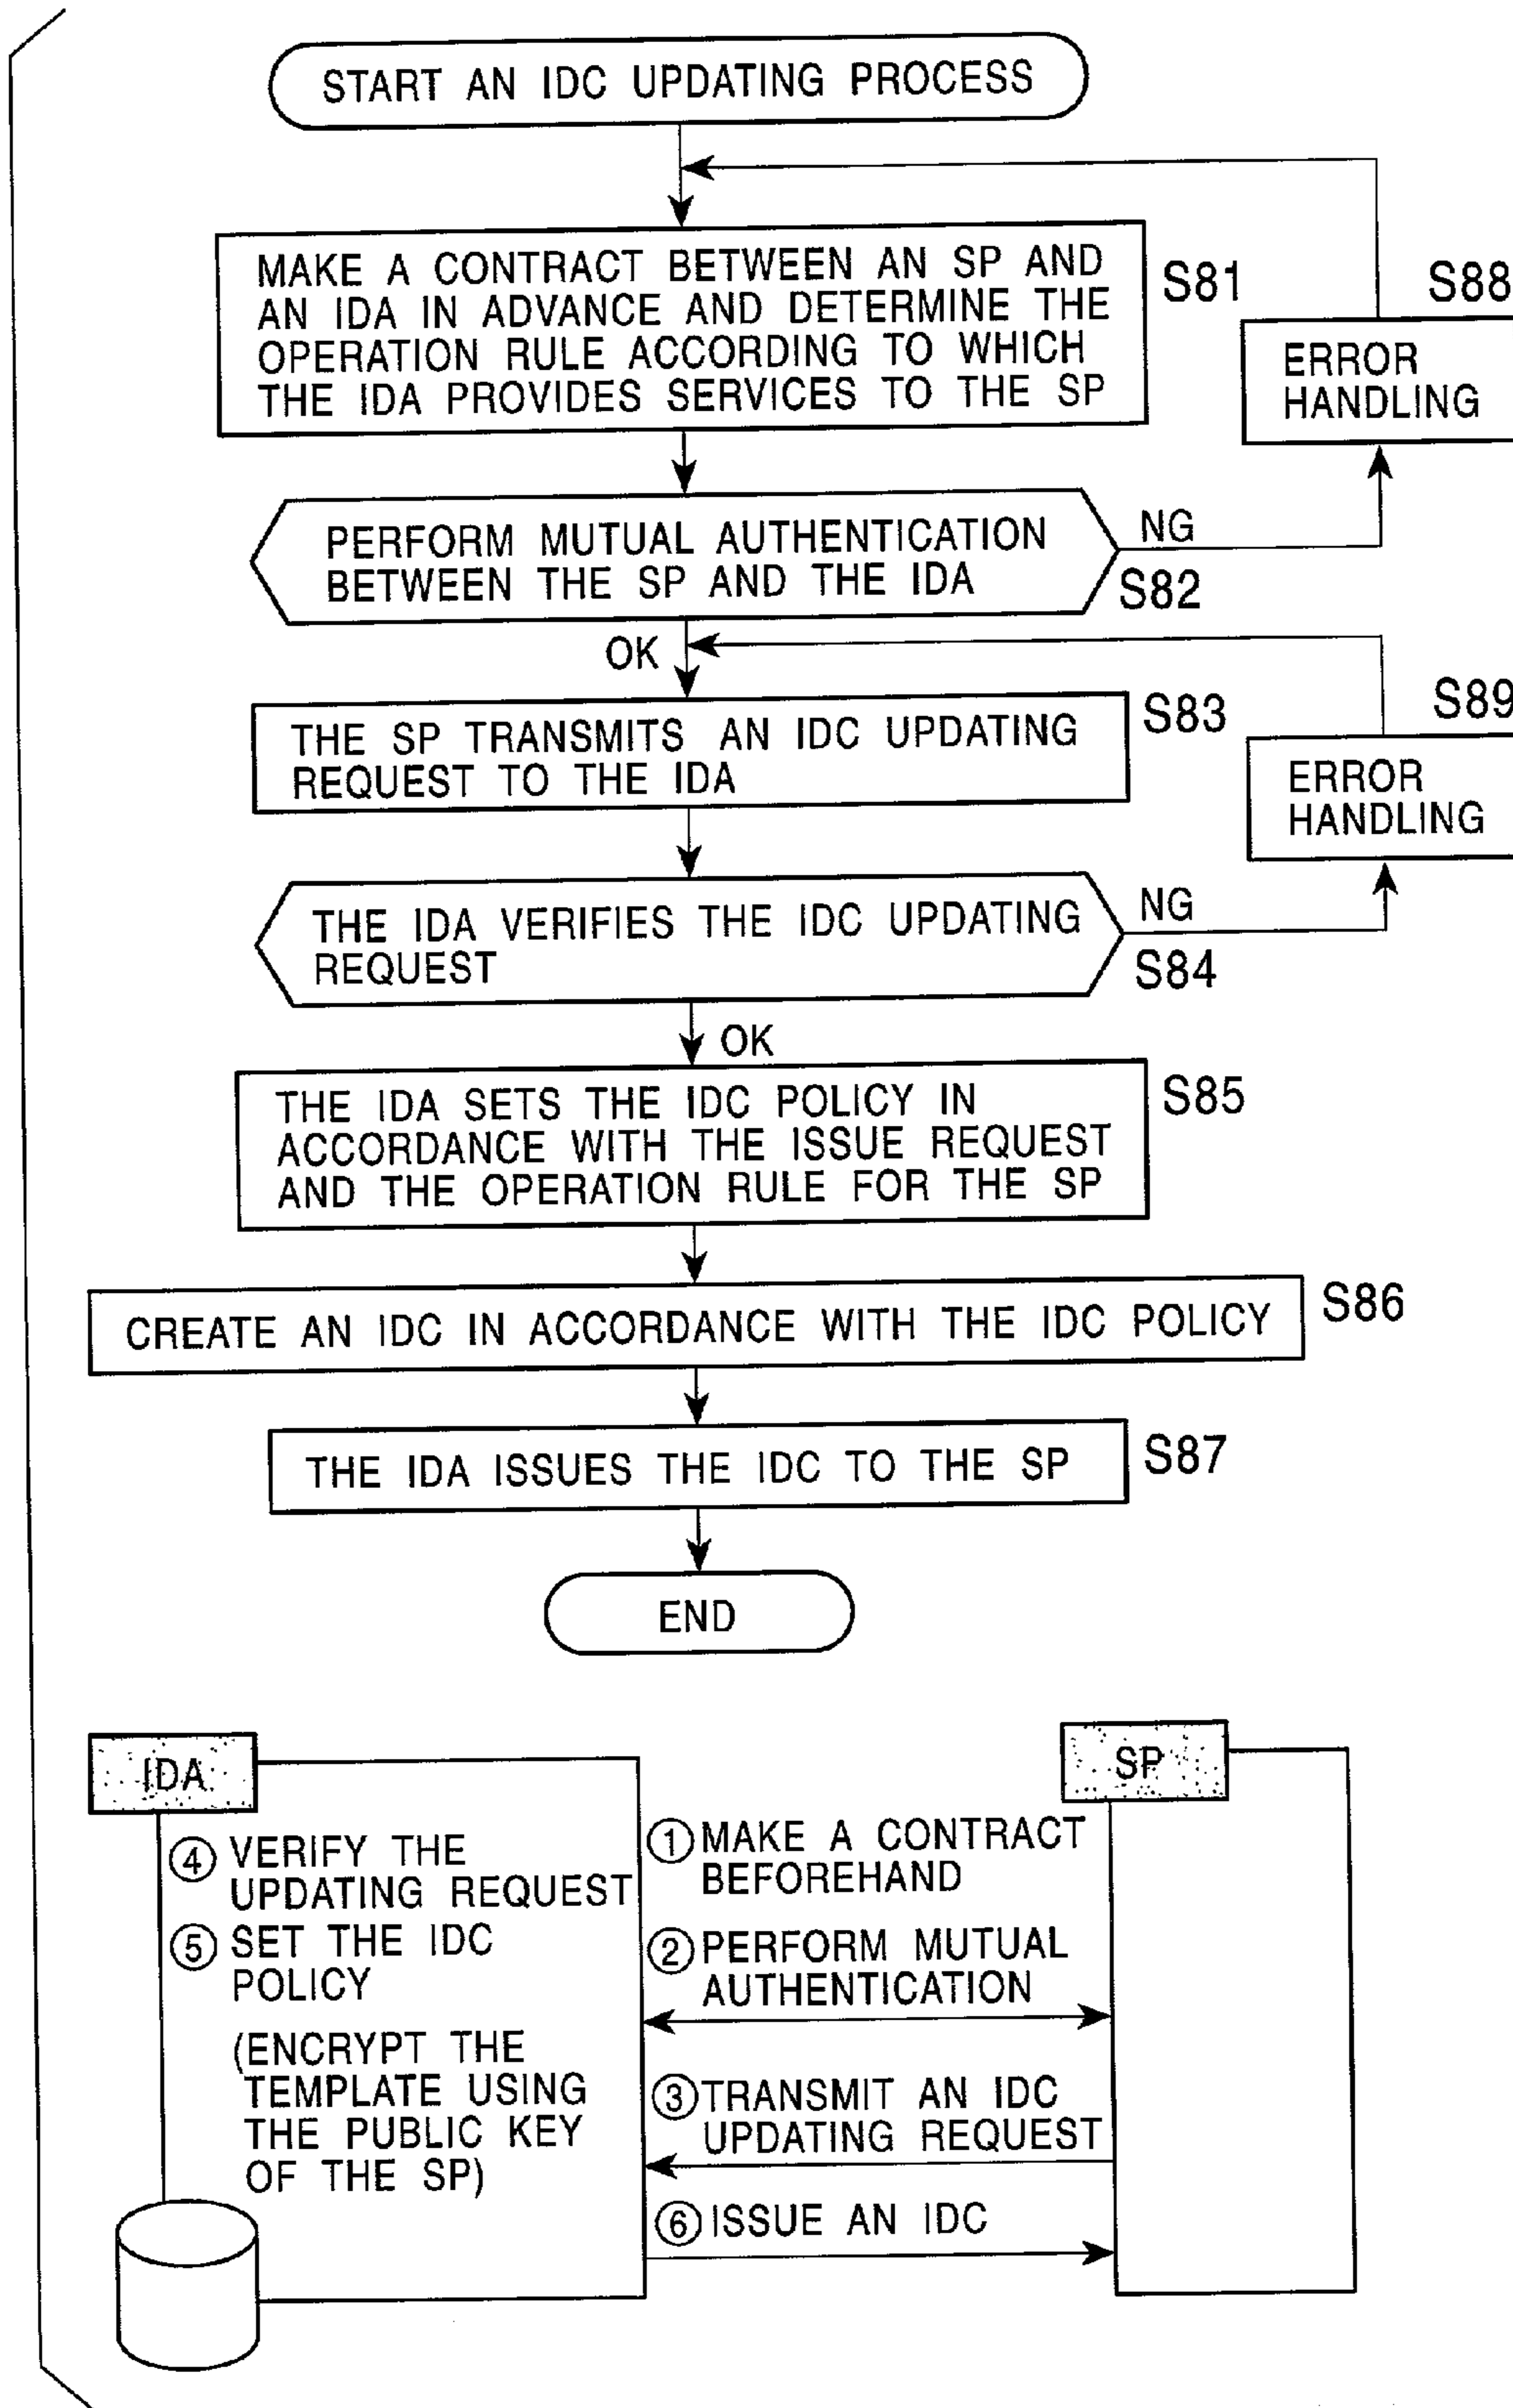 START AN IDC UPDATING PROCESS
MAKE A CONTRACT BETWEEN AN SP AND
AN IDA IN ADVANCE AND DETERMINE THE
OPERATION RULE ACCORDING TO WHICH
THE IDA PROVIDES SERVICES TO THE SP
S81
S88
ERROR
HANDLING
PERFORM MUTUAL AUTHENTICATION
BETWEEN THE SP AND THE IDA
NG
S82
OK
THE SP TRANSMITS AN IDC UPDATING
REQUEST TO THE IDA
S83
S89
ERROR
HANDLING
THE IDA VERIFIES THE IDC UPDATING
REQUEST
NG
S84
OK
THE IDA SETS THE IDC POLICY IN
ACCORDANCE WITH THE ISSUE REQUEST
AND THE OPERATION RULE FOR THE SP
S85
CREATE AN IDC IN ACCORDANCE WITH THE IDC POLICY
S86
THE IDA ISSUES THE IDC TO THE SP
S87
END
IDA
SP
④ VERIFY THE
UPDATING REQUEST
⑤ SET THE IDC
POLICY
(ENCRYPT THE
TEMPLATE USING
THE PUBLIC KEY
OF THE SP)
① MAKE A CONTRACT
BEFOREHAND
② PERFORM MUTUAL
AUTHENTICATION
③ TRANSMIT AN IDC
UPDATING REQUEST
⑥ ISSUE AN IDC